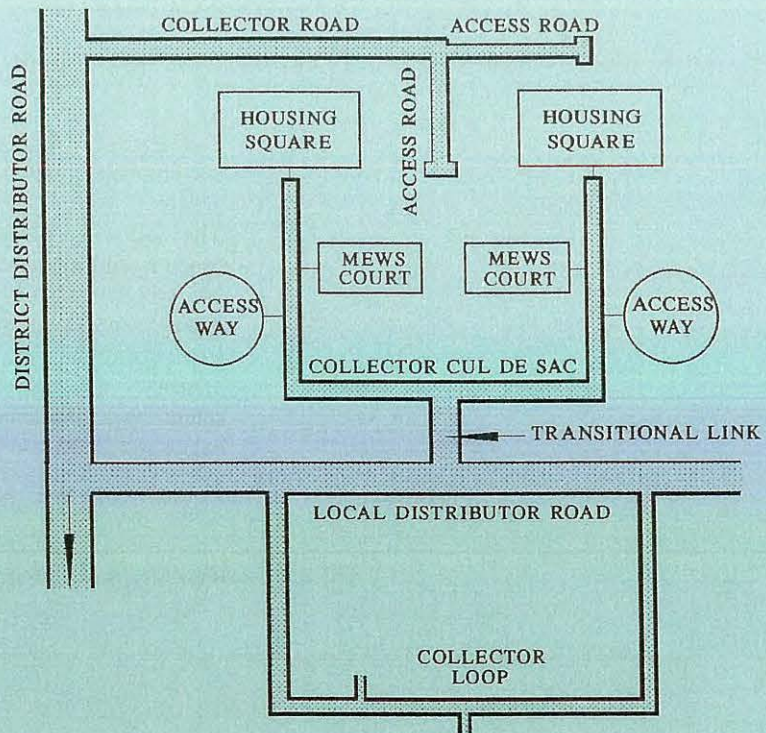 COLLECTOR ROAD
ACCESS ROAD
DISTRICT DISTRIBUTOR ROAD
ACCESS ROAD
HOUSING
SQUARE
HOUSING
SQUARE
MEWS
COURT
MEWS
COURT
ACCESS
WAY
ACCESS
WAY
COLLECTOR CUL DE SAC
TRANSITIONAL LINK
LOCAL DISTRIBUTOR ROAD
COLLECTOR
LOOP